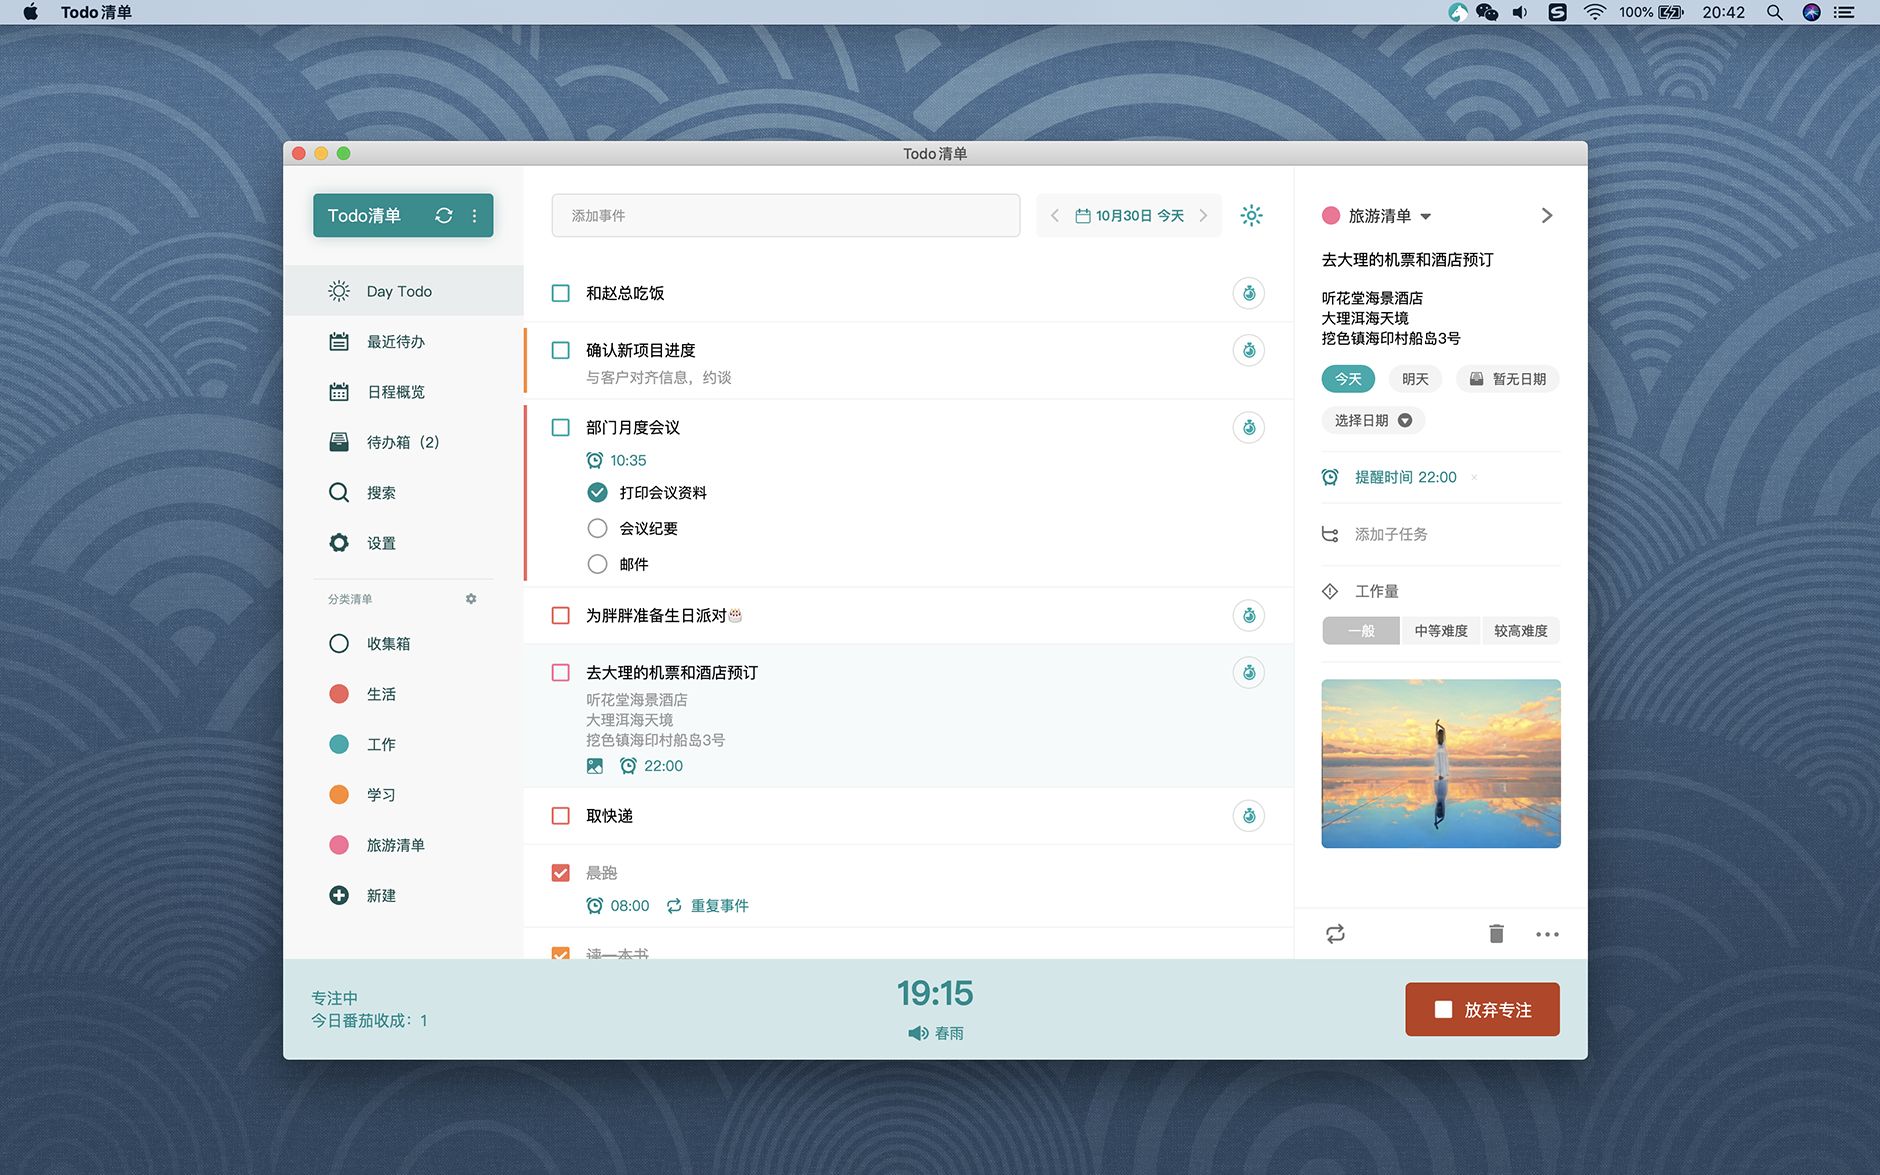 Todo清单
100%
20:42
Todo清单
Todo清单
Day Todo
最近待办
日程概览
待办箱（2）
搜索
设置
分类清单
收集箱
生活
工作
学习
旅游清单
新建
添加事件
10月30日 今天
和赵总吃饭
确认新项目进度
与客户对齐信息，约谈
部门月度会议
10:35
打印会议资料
会议纪要
邮件
为胖胖准备生日派对🎂
去大理的机票和酒店预订
听花堂海景酒店
大理洱海天境
挖色镇海印村船岛3号
22:00
取快递
晨跑
08:00 重复事件
读一本书
旅游清单
去大理的机票和酒店预订
听花堂海景酒店
大理洱海天境
挖色镇海印村船岛3号
今天 明天 暂无日期
选择日期
提醒时间 22:00 ×
添加子任务
工作量
一般 中等难度 较高难度
专注中
今日番茄收成：1
19:15
春雨
放弃专注